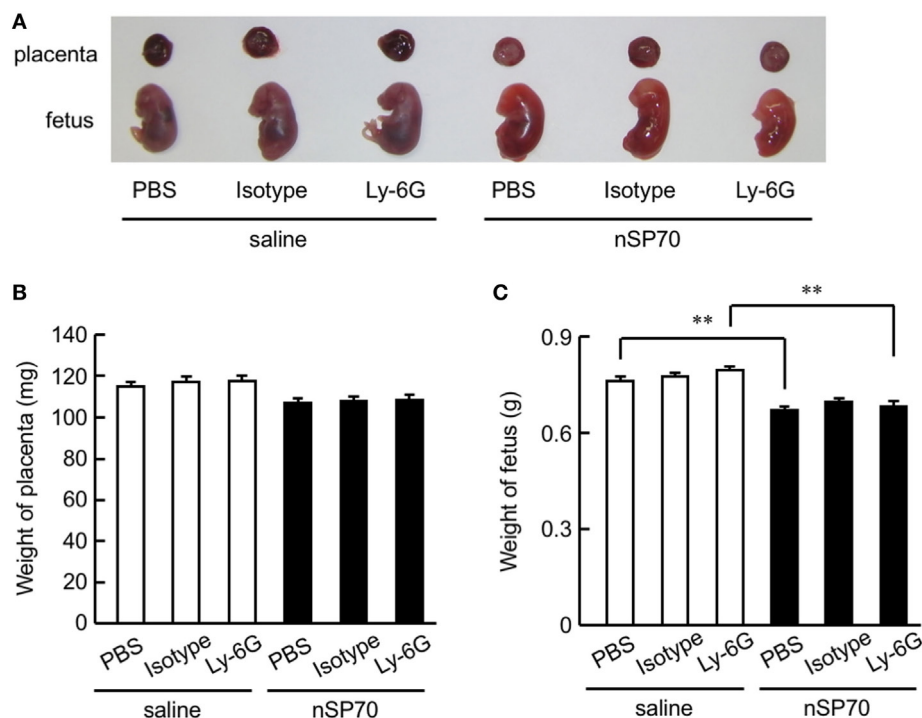 A
placenta
fetus
PBS Isotype Ly-6G PBS Isotype Ly-6G
saline nSP70
B
Weight of placenta (mg)
140
120
100
80
60
40
20
0
PBS Isotype Ly-6G PBS Isotype Ly-6G
saline nSP70
C
** **
Weight of fetus (g)
0.9
0.6
0.3
0
PBS Isotype Ly-6G PBS Isotype Ly-6G
saline nSP70